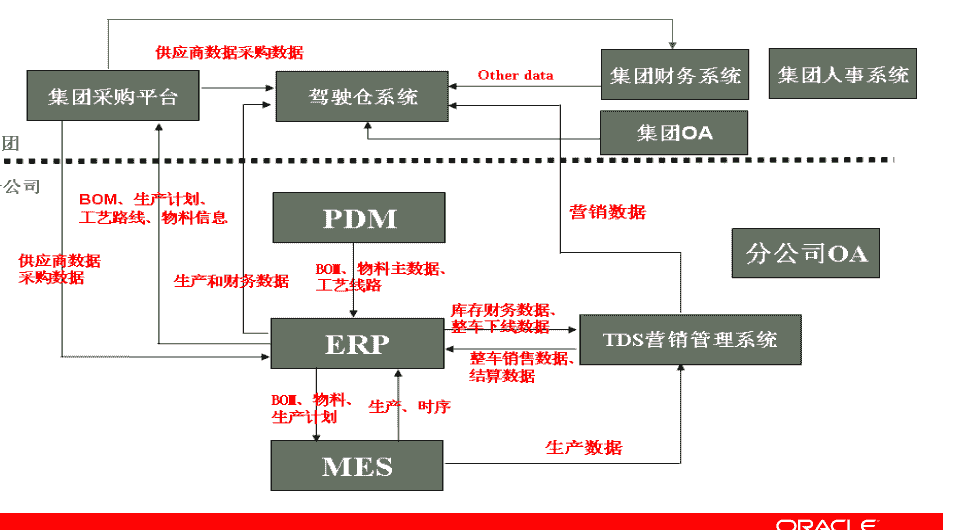 供应商数据采购数据
Other data
集团财务系统
集团人事系统
集团采购平台
驾驶仓系统
集团OA
团
公司
BOM、生产计划、
工艺路线、物料信息
PDM
营销数据
分公司OA
供应商数据
采购数据
生产和财务数据
BOM、物料主数据、
工艺线路
库存财务数据、
整车下线数据
ERP
TDS营销管理系统
整车销售数据、
结算数据
BOM、物料、
生产计划
生产、时序
MES
生产数据
ORACLE